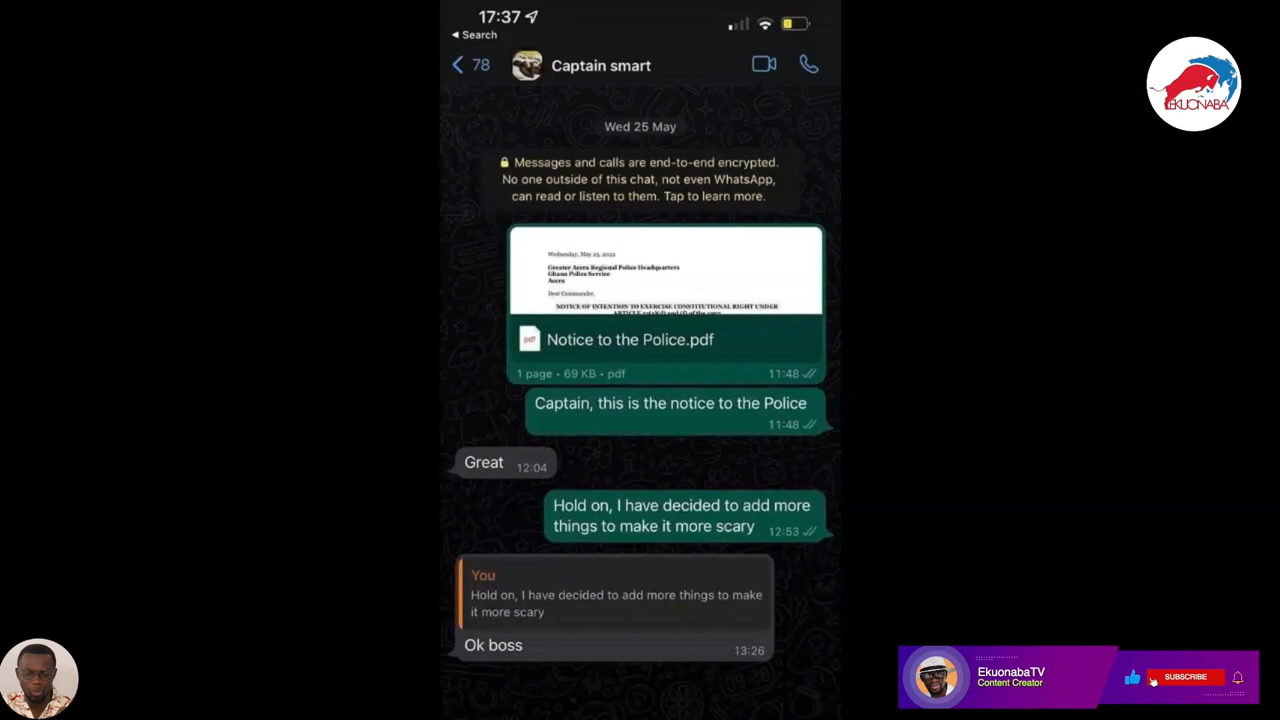 17:37
Search
78
Captain smart
Wed 25 May
Messages and calls are end-to-end encrypted.
No one outside of this chat, not even WhatsApp,
can read or listen to them. Tap to learn more.
Wednesday, May 25, 2022
Greater Accra Regional Police Headquarters
Ghana Police Service
Accra
Dear Commander,
NOTICE OF INTENTION TO EXERCISE CONSTITUTIONAL RIGHT UNDER
pdf
Notice to the Police.pdf
1 page • 69 KB • pdf
11:48
Captain, this is the notice to the Police
11:48
Great
12:04
Hold on, I have decided to add more
things to make it more scary
12:53
You
Hold on, I have decided to add more things to make
it more scary
Ok boss
13:26
EKUONABA
EkuonabaTV
Content Creator
SUBSCRIBE